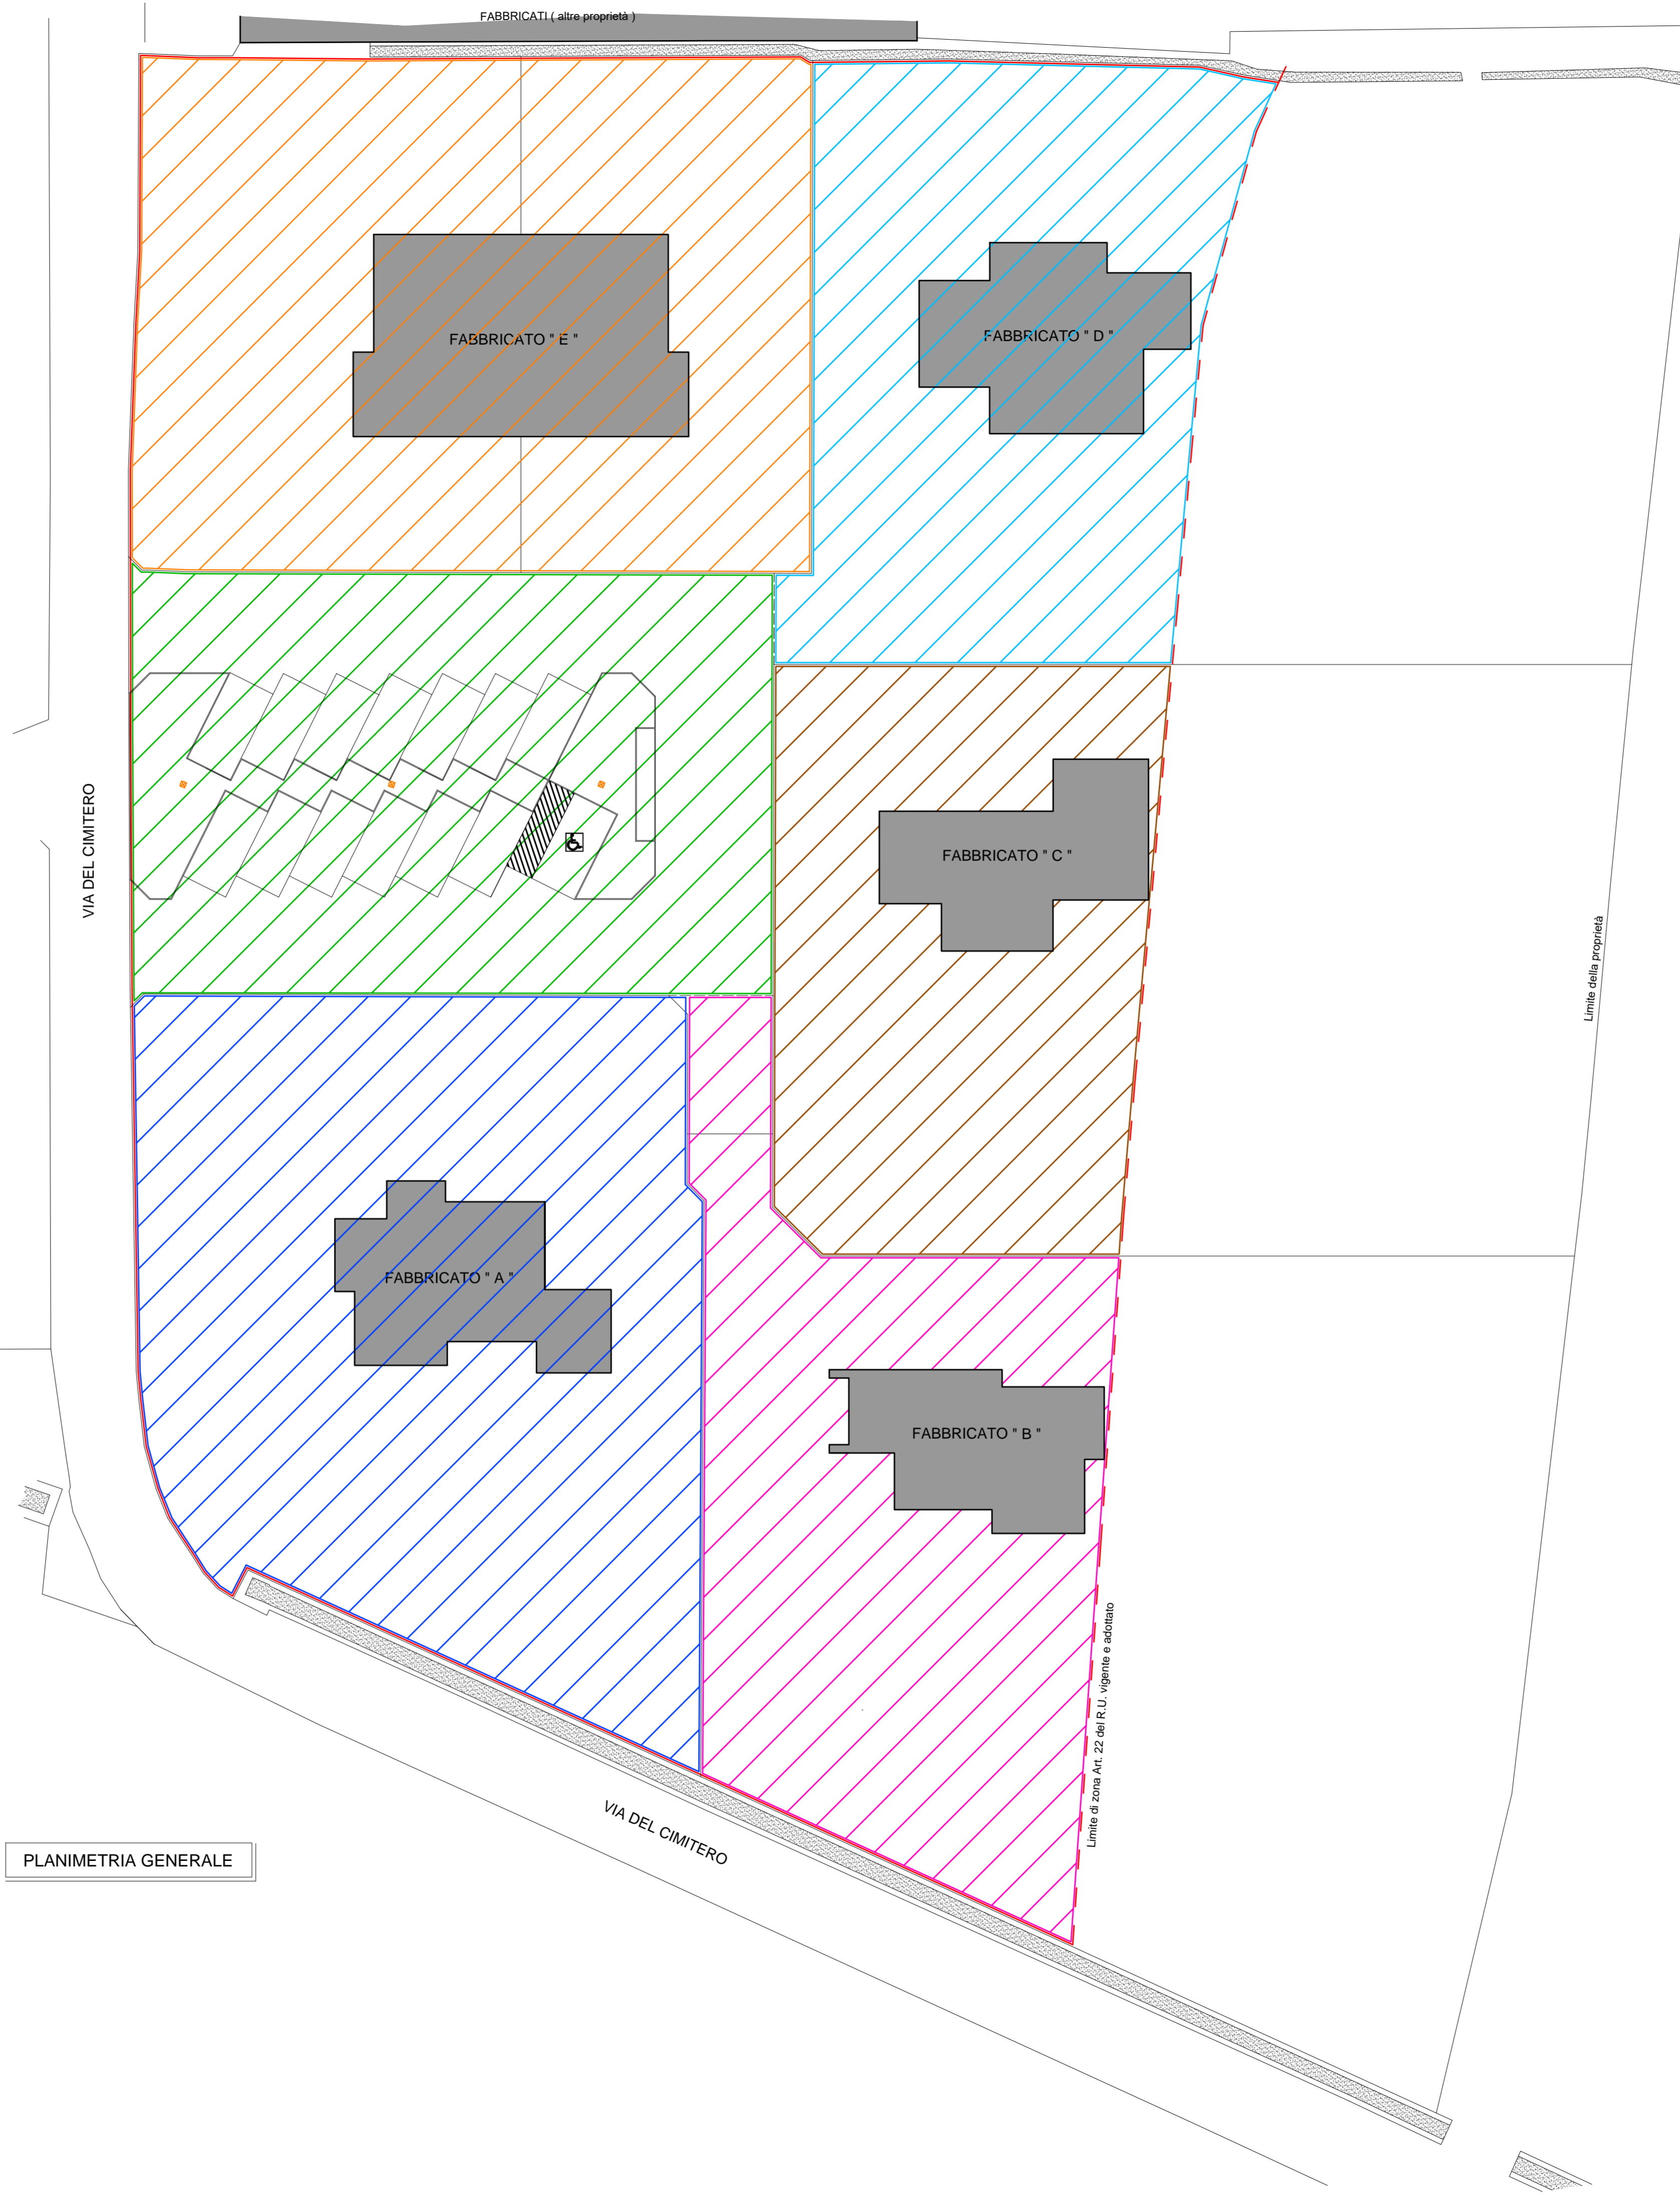 FABBRICATI ( altre proprietà )
FABBRICATO " E "
FABBRICATO " D "
VIA DEL CIMITERO
FABBRICATO " C "
Limite della proprietà
FABBRICATO " A "
FABBRICATO " B "
Limite di zona Art. 22 del R.U. vigente e adottato
VIA DEL CIMITERO
PLANIMETRIA GENERALE